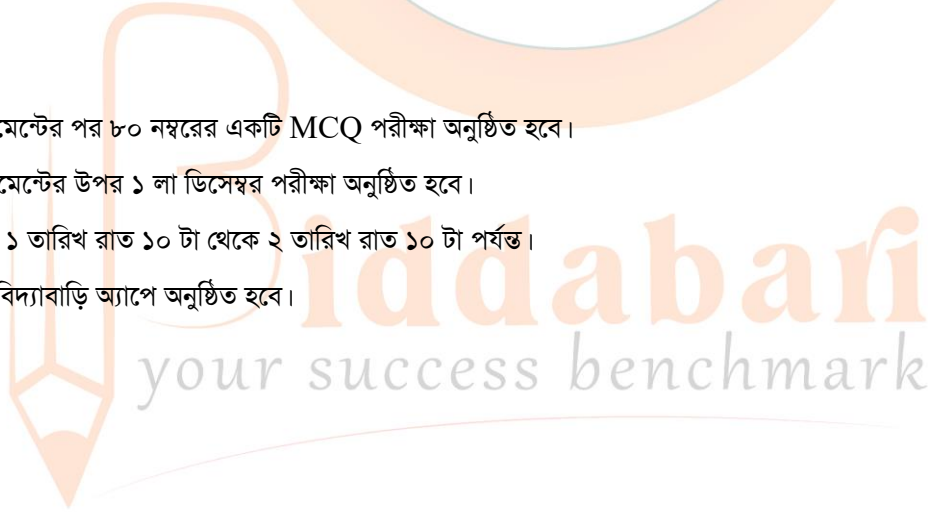 মেন্টের পর ৮০ নম্বরের একটি MCQ পরীক্ষা অনুষ্ঠিত হবে।
মেন্টের উপর ১ লা ডিসেম্বর পরীক্ষা অনুষ্ঠিত হবে।
১ তারিখ রাত ১০ টা থেকে ২ তারিখ রাত ১০ টা পর্যন্ত।
বিদ্যাবাড়ি অ্যাপে অনুষ্ঠিত হবে।
Biddabari
your success benchmark